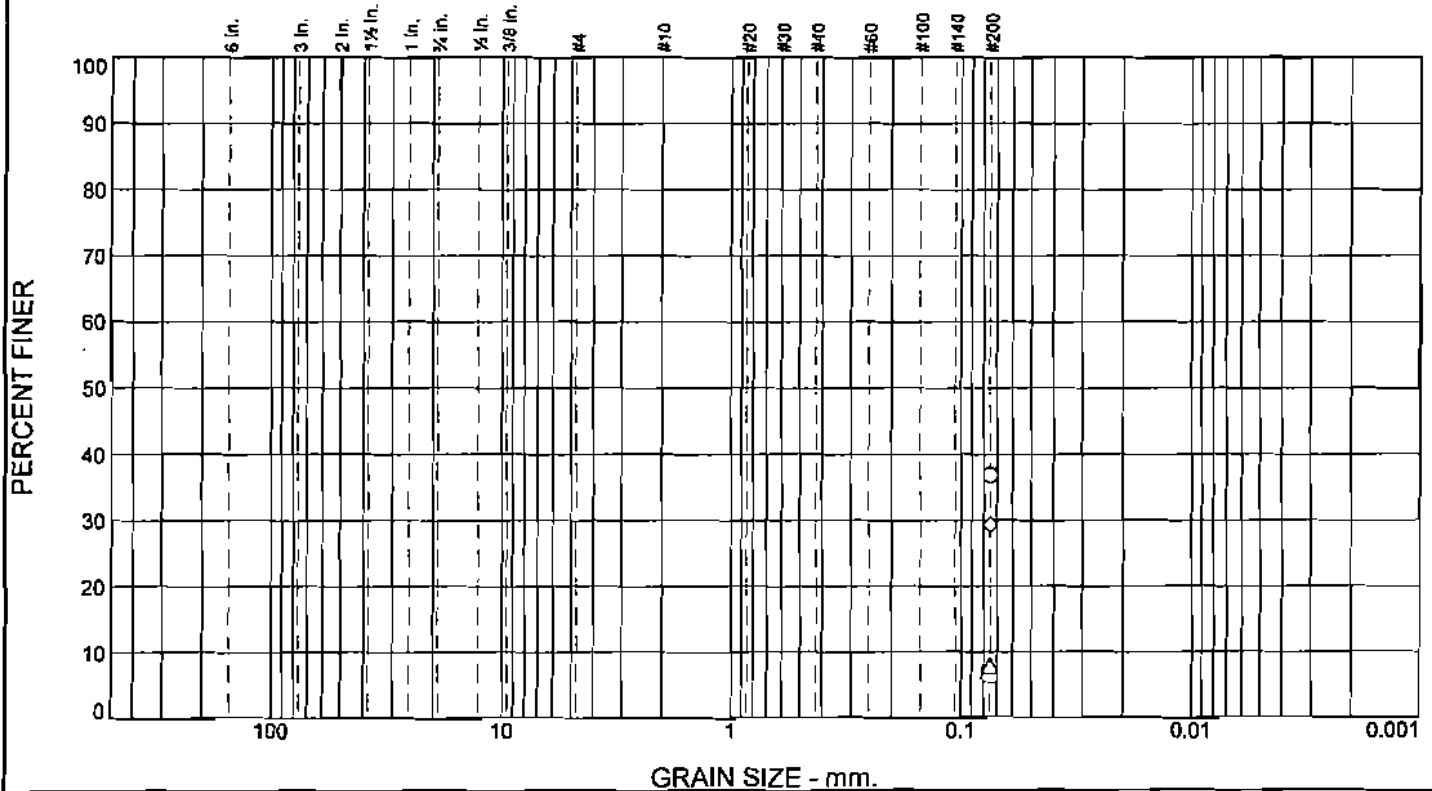 6 in.
3 in.
2 in.
1½ in.
1 in.
¾ in.
½ in.
3/8 in.
#4
#10
#20
#30
#40
#60
#100
#140
#200
PERCENT FINER
100
90
80
70
60
50
40
30
20
10
0
100 10 1 0.1 0.01 0.001
GRAIN SIZE - mm.